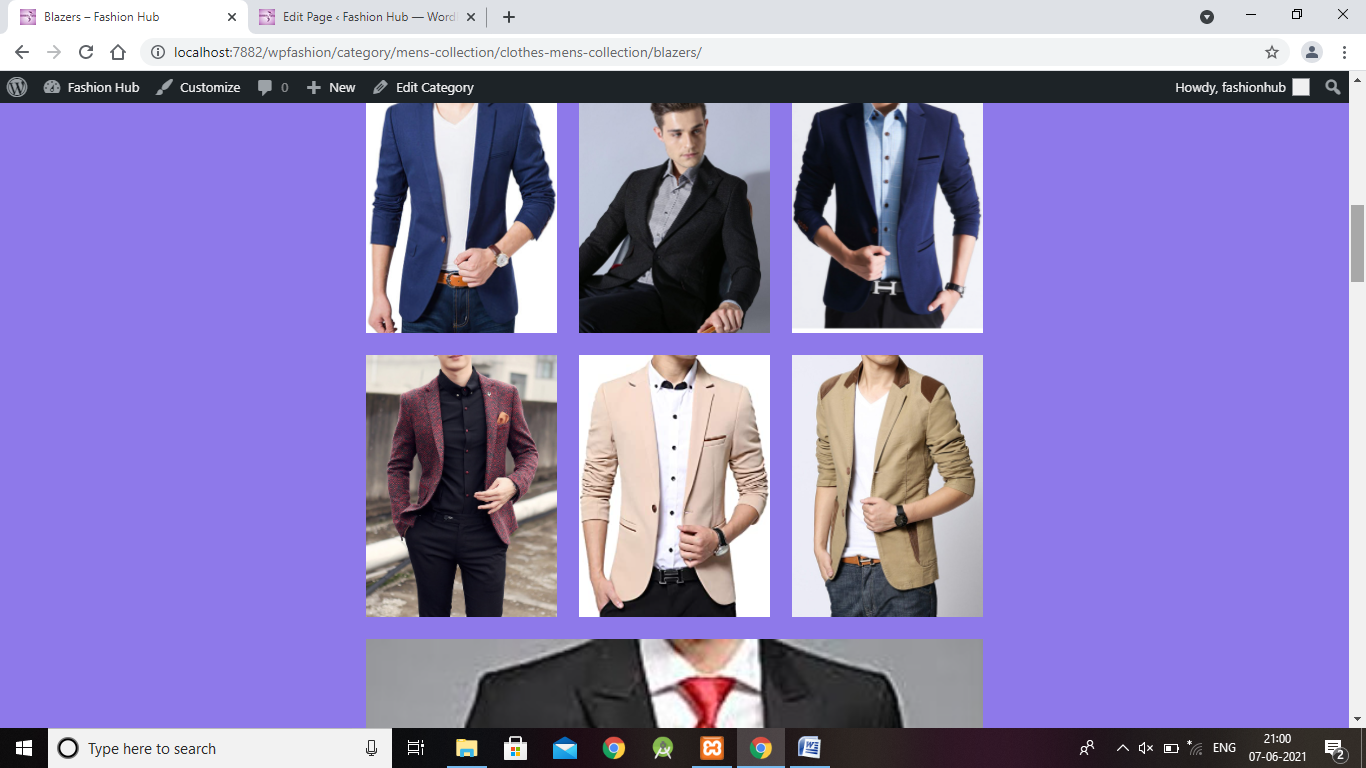 Blazers – Fashion Hub
Edit Page ‹ Fashion Hub — Word
localhost:7882/wpfashion/category/mens-collection/clothes-mens-collection/blazers/
Fashion Hub Customize 0 New Edit Category Howdy, fashionhub
Type here to search
ENG
21:00
07-06-2021
2